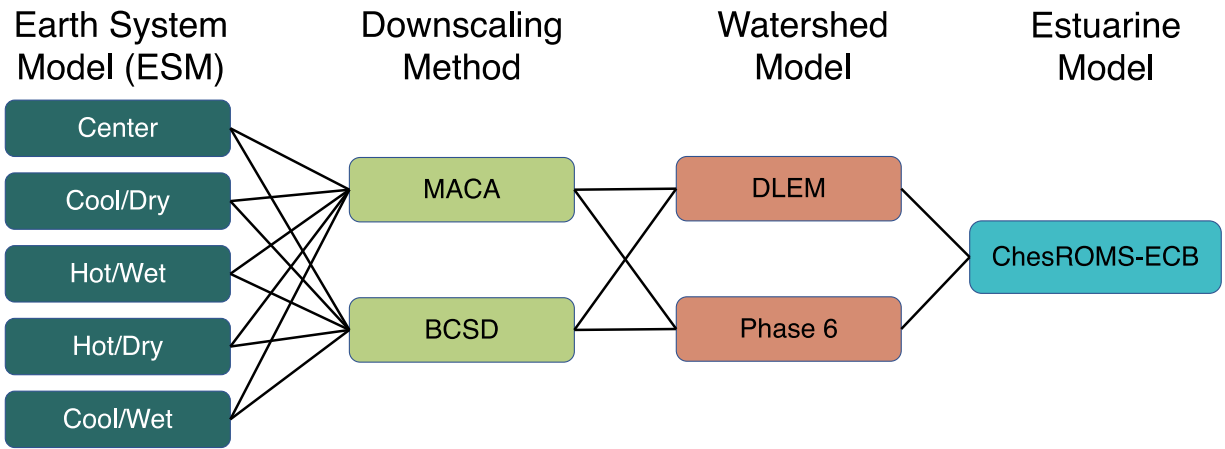 Earth System
Model (ESM)
Downscaling
Method
Watershed
Model
Estuarine
Model
Center
Cool/Dry
Hot/Wet
Hot/Dry
Cool/Wet
MACA
BCSD
DLEM
Phase 6
ChesROMS-ECB